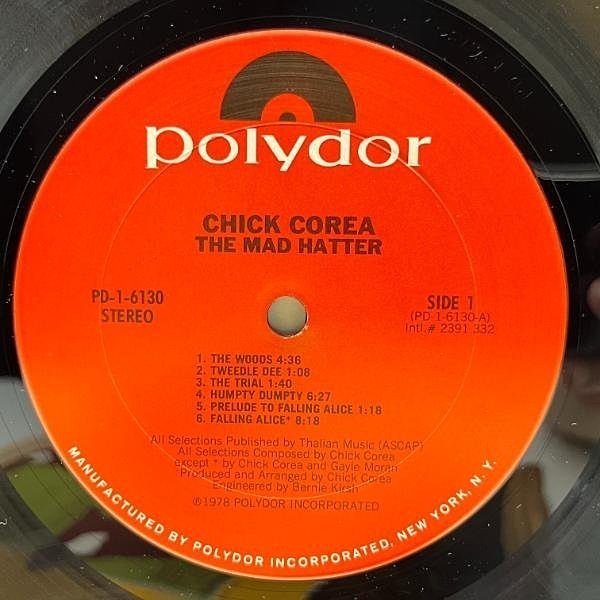 polydor
CHICK COREA
THE MAD HATTER
PD-1-6130
STEREO
SIDE 1
(PD-1-6130-A)
Intl.# 2391 332
1. THE WOODS 4:36
2. TWEEDLE DEE 1:08
3. THE TRIAL 1:40
4. HUMPTY DUMPTY 6:27
5. PRELUDE TO FALLING ALICE 1:18
6. FALLING ALICE* 8:18
All Selections Published by Thalian Music (ASCAP)
All Selections Composed by Chick Corea
except * by Chick Corea and Gayle Moran
Produced and Arranged by Chick Corea
Engineered by Bernie Kirsh
℗1978 POLYDOR INCORPORATED
MANUFACTURED BY POLYDOR INCORPORATED, NEW YORK, N. Y.